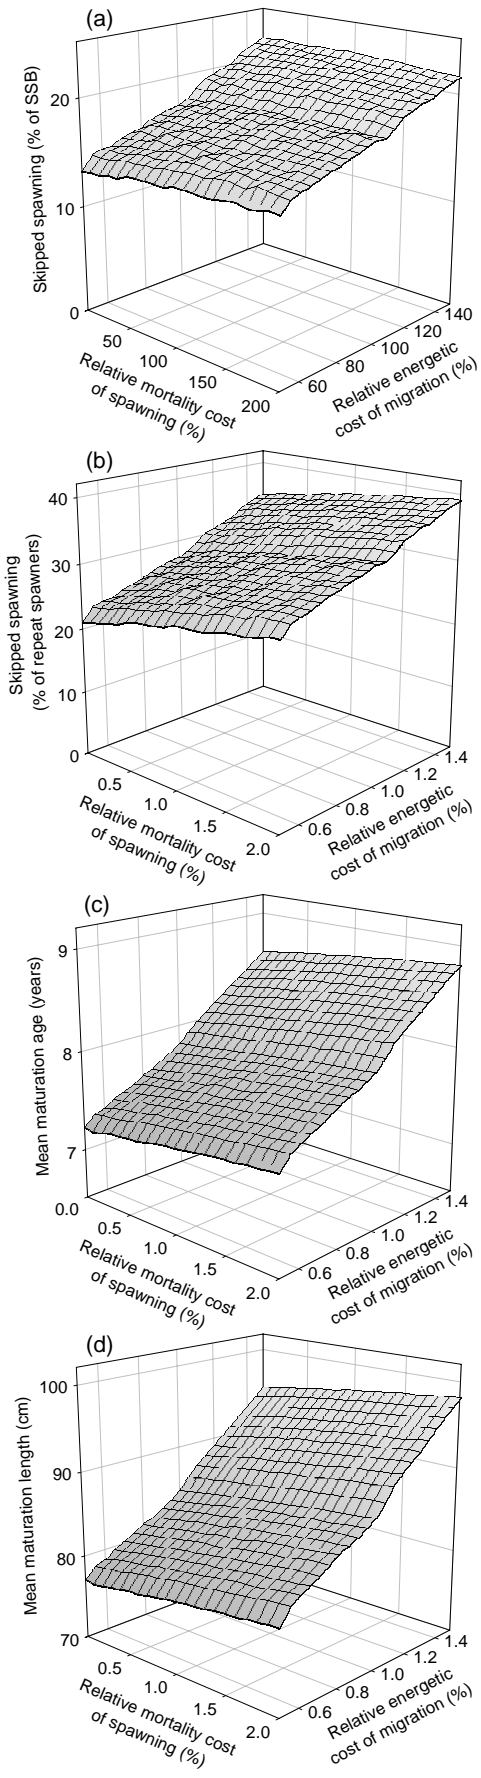 (a)
Skipped spawning (% of SSB)
20
10
0
50
100
150
200
Relative mortality cost
of spawning (%)
60
80
100
120
140
Relative energetic
cost of migration (%)
(b)
Skipped spawning
(% of repeat spawners)
40
30
20
10
0
0.5
1.0
1.5
2.0
Relative mortality cost
of spawning (%)
0.6
0.8
1.0
1.2
1.4
Relative energetic
cost of migration (%)
(c)
Mean maturation age (years)
9
8
7
0.0
0.5
1.0
1.5
2.0
Relative mortality cost
of spawning (%)
0.6
0.8
1.0
1.2
1.4
Relative energetic
cost of migration (%)
(d)
Mean maturation length (cm)
100
90
80
70
0.5
1.0
1.5
2.0
Relative mortality cost
of spawning (%)
0.6
0.8
1.0
1.2
1.4
Relative energetic
cost of migration (%)